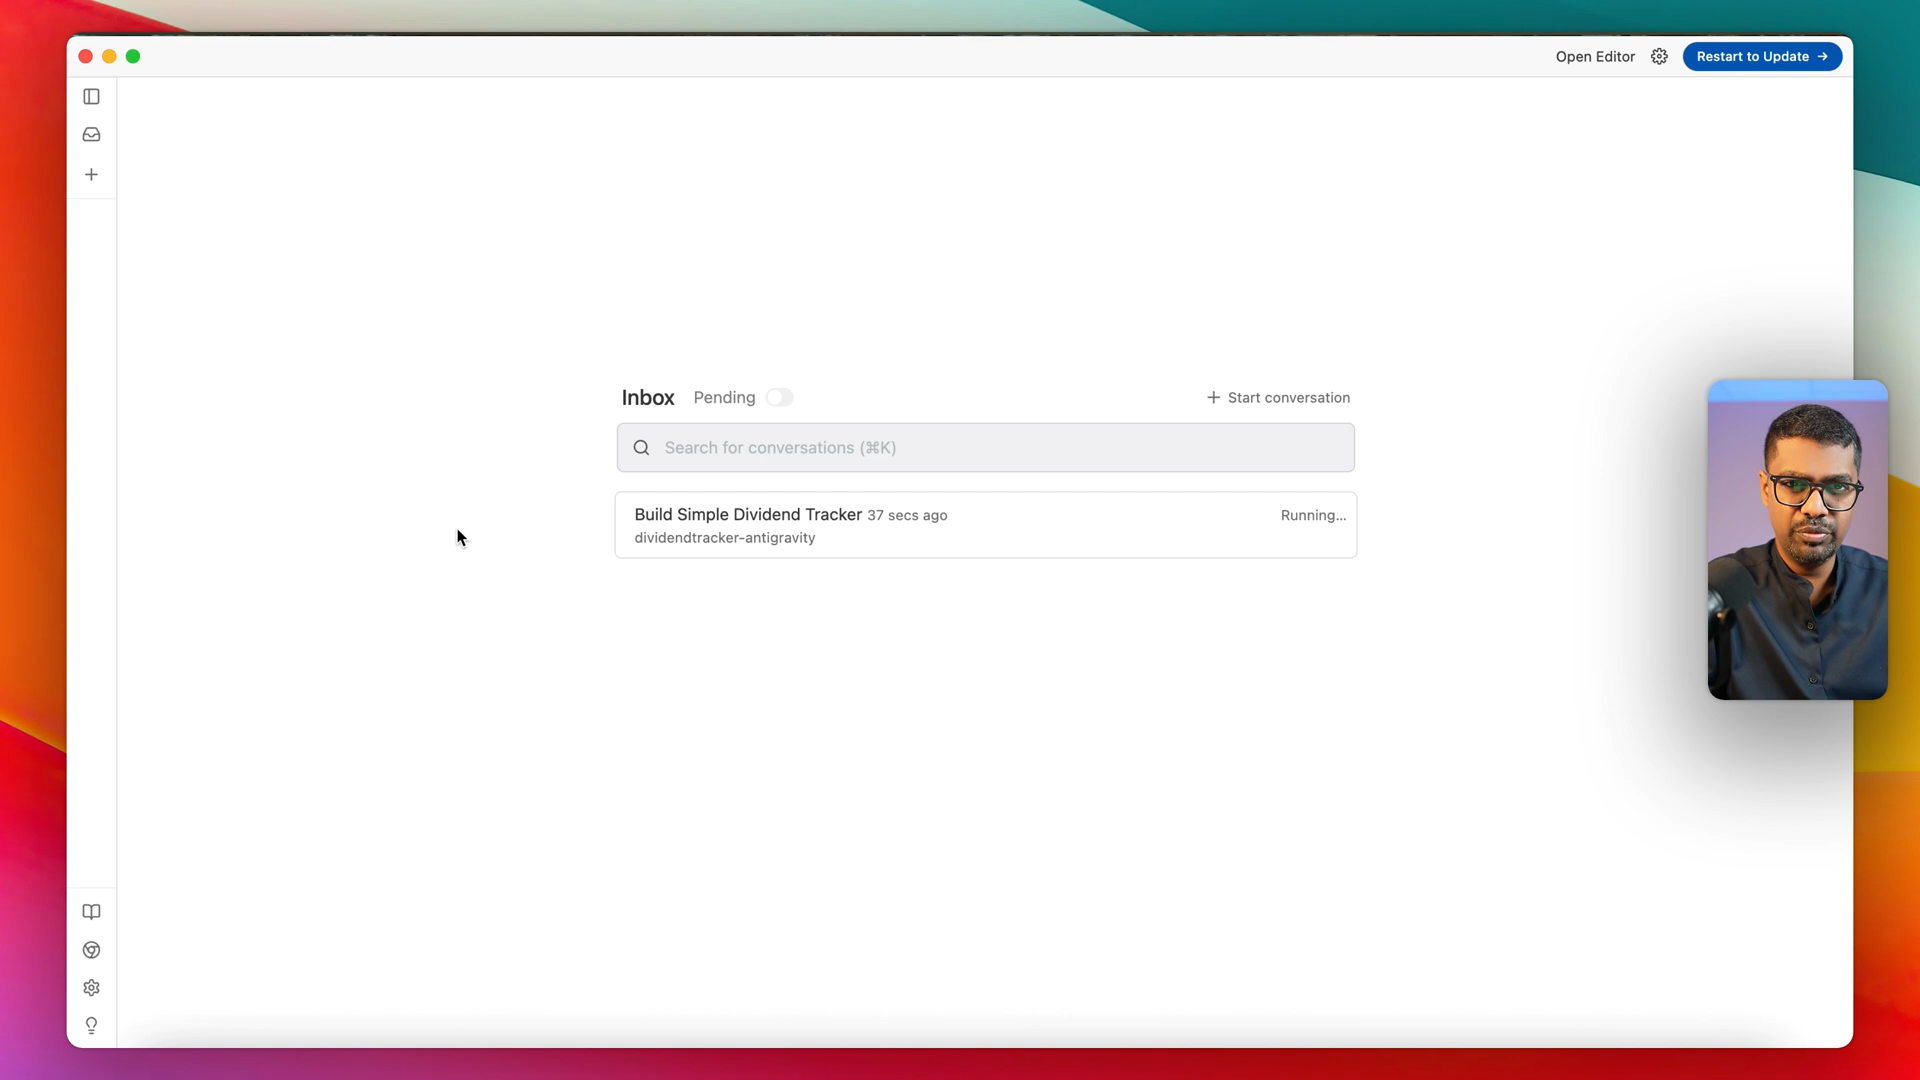 Open Editor
Restart to Update →
Inbox Pending
+ Start conversation
Search for conversations (⌘K)
Build Simple Dividend Tracker 37 secs ago
Running...
dividendtracker-antigravity